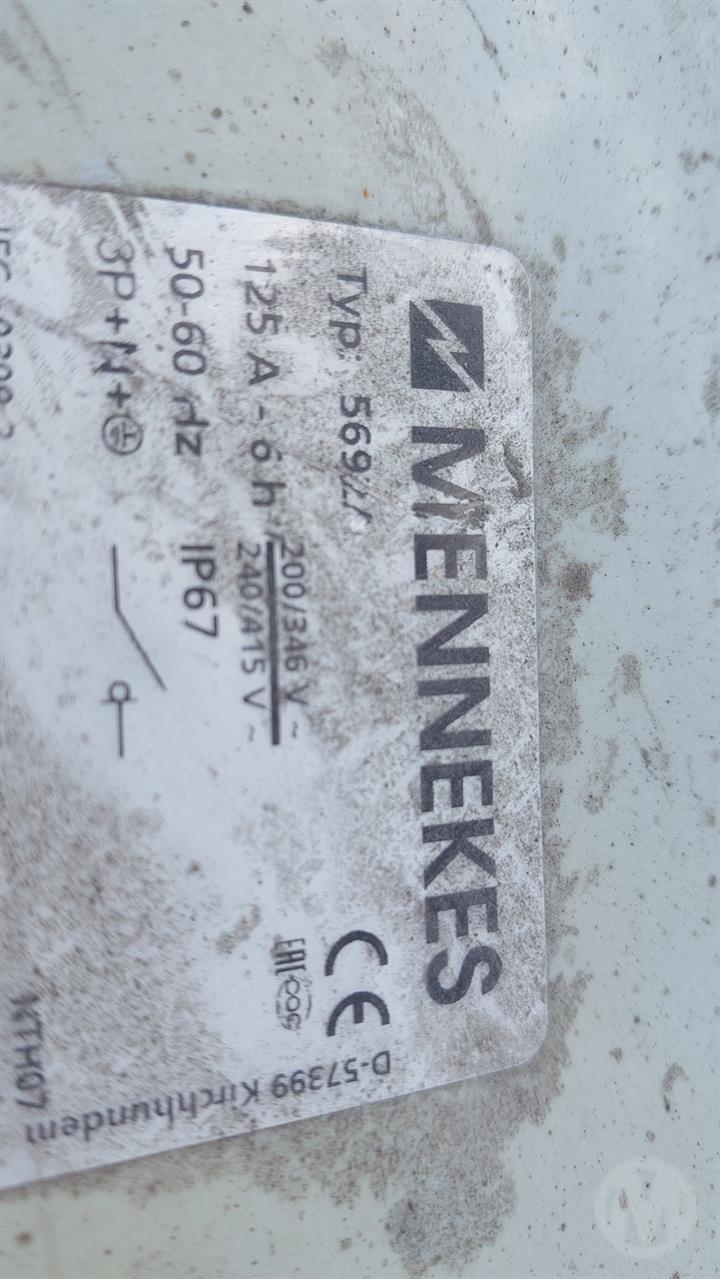 MENNEKES
Typ: 569
125 A - 6 h / 200/346 V ~
240/415 V ~
50-60 Hz IP67
3P+N+
CE
EAC
KTH07
D-57399 Kirchhundem